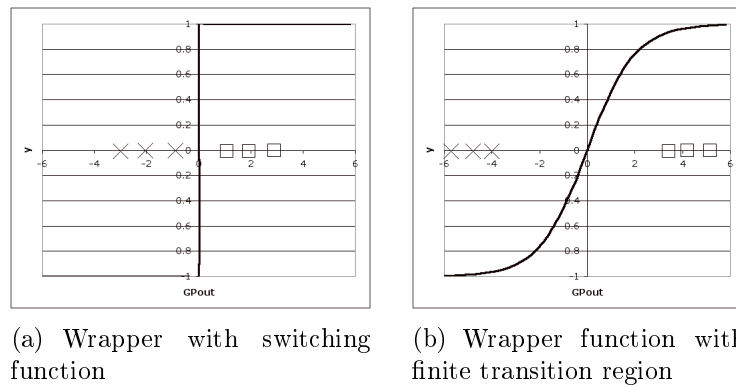 1
0.8
0.6
0.4
0.2
0
y
-6 -4 -2 0 2 4 6
-0.2
-0.4
-0.6
-0.8
-1
GPout
(a) Wrapper with switching
function
1
0.8
0.6
0.4
0.2
0
y
-6 -4 -2 0 2 4 6
-0.2
-0.4
-0.6
-0.8
-1
GPout
(b) Wrapper function with
finite transition region